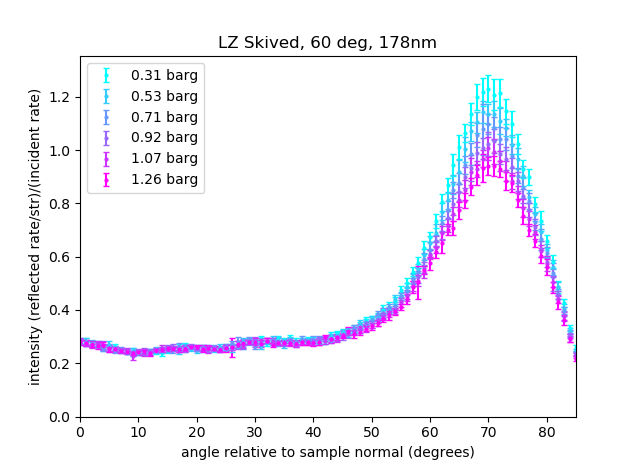 LZ Skived, 60 deg, 178nm
0.31 barg
0.53 barg
0.71 barg
0.92 barg
1.07 barg
1.26 barg
intensity (reflected rate/str)/(incident rate)
1.2
1.0
0.8
0.6
0.4
0.2
0.0
0 10 20 30 40 50 60 70 80
angle relative to sample normal (degrees)